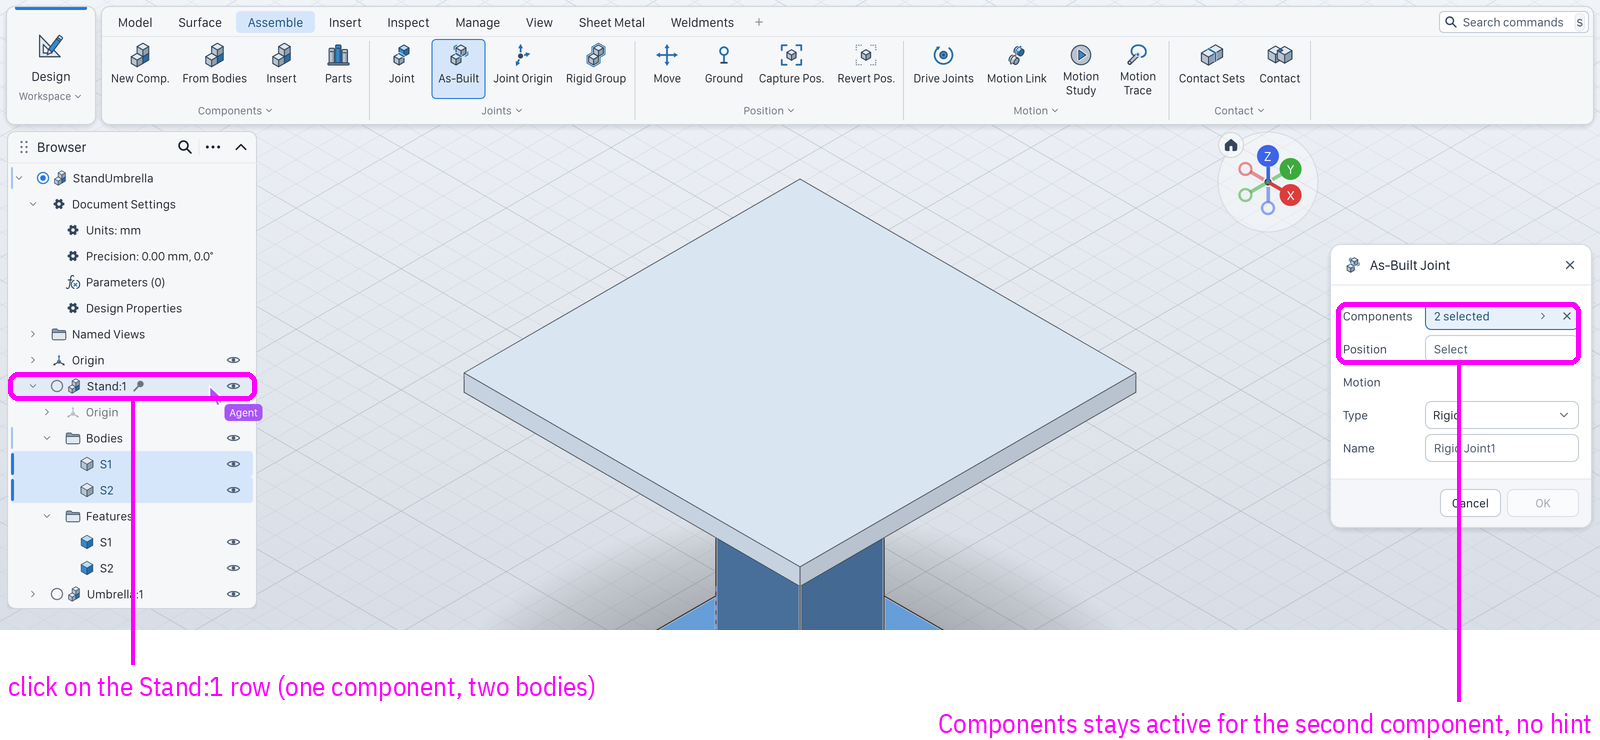 Model Surface Assemble Insert Inspect Manage View Sheet Metal Weldments +
Search commands S
Design
Workspace
New Comp. From Bodies Insert Parts
Components
Joint As-Built Joint Origin Rigid Group
Joints
Move Ground Capture Pos. Revert Pos.
Position
Drive Joints Motion Link Motion Study Motion Trace
Motion
Contact Sets Contact
Contact
Browser
StandUmbrella
Document Settings
Units: mm
Precision: 0.00 mm, 0.0°
Parameters (0)
Design Properties
Named Views
Origin
Stand:1
Agent
Origin
Bodies
S1
S2
Features
S1
S2
Umbrella:1
Z
Y
X
As-Built Joint
Components 2 selected
Position Select
Motion
Type Rigid
Name Rigid Joint1
Cancel OK
click on the Stand:1 row (one component, two bodies)
Components stays active for the second component, no hint